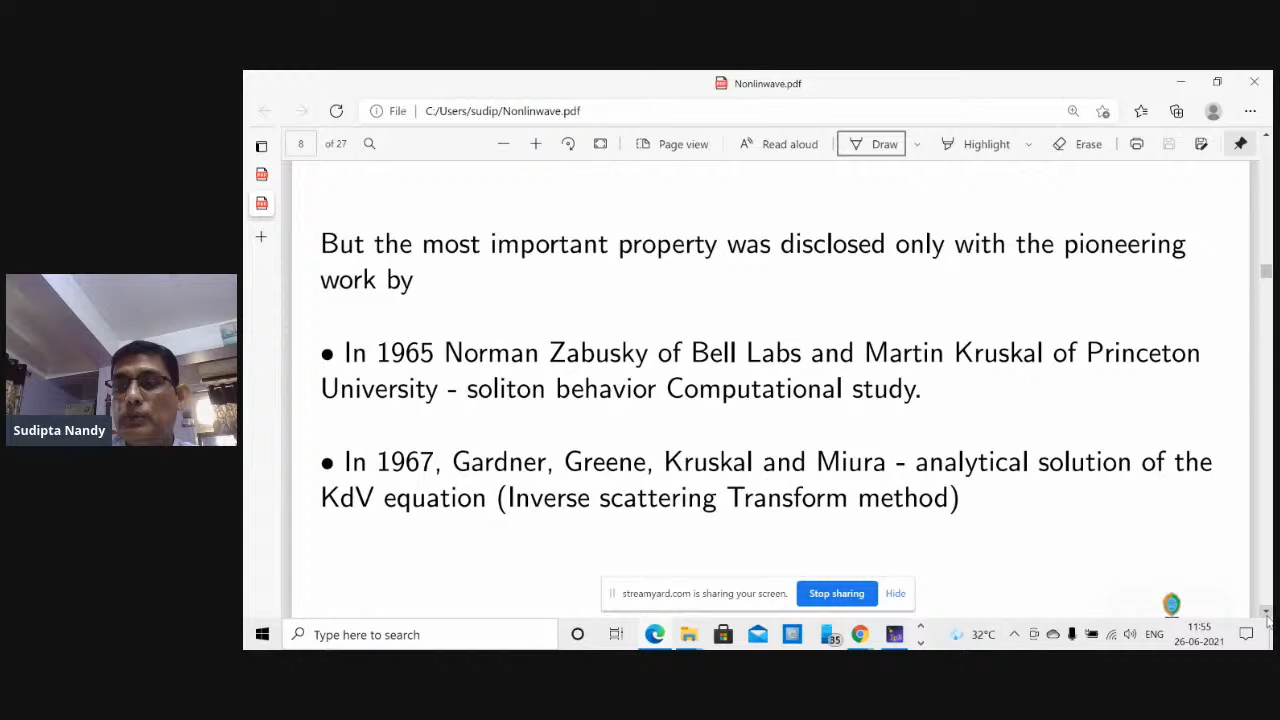 Nonlinwave.pdf
File | C:/Users/sudip/Nonlinwave.pdf
8 of 27 Page view Read aloud Draw Highlight Erase
But the most important property was disclosed only with the pioneering
work by
• In 1965 Norman Zabusky of Bell Labs and Martin Kruskal of Princeton
University - soliton behavior Computational study.
• In 1967, Gardner, Greene, Kruskal and Miura - analytical solution of the
KdV equation (Inverse scattering Transform method)
Sudipta Nandy
streamyard.com is sharing your screen. Stop sharing Hide
Type here to search
35
32°C
ENG
11:55
26-06-2021